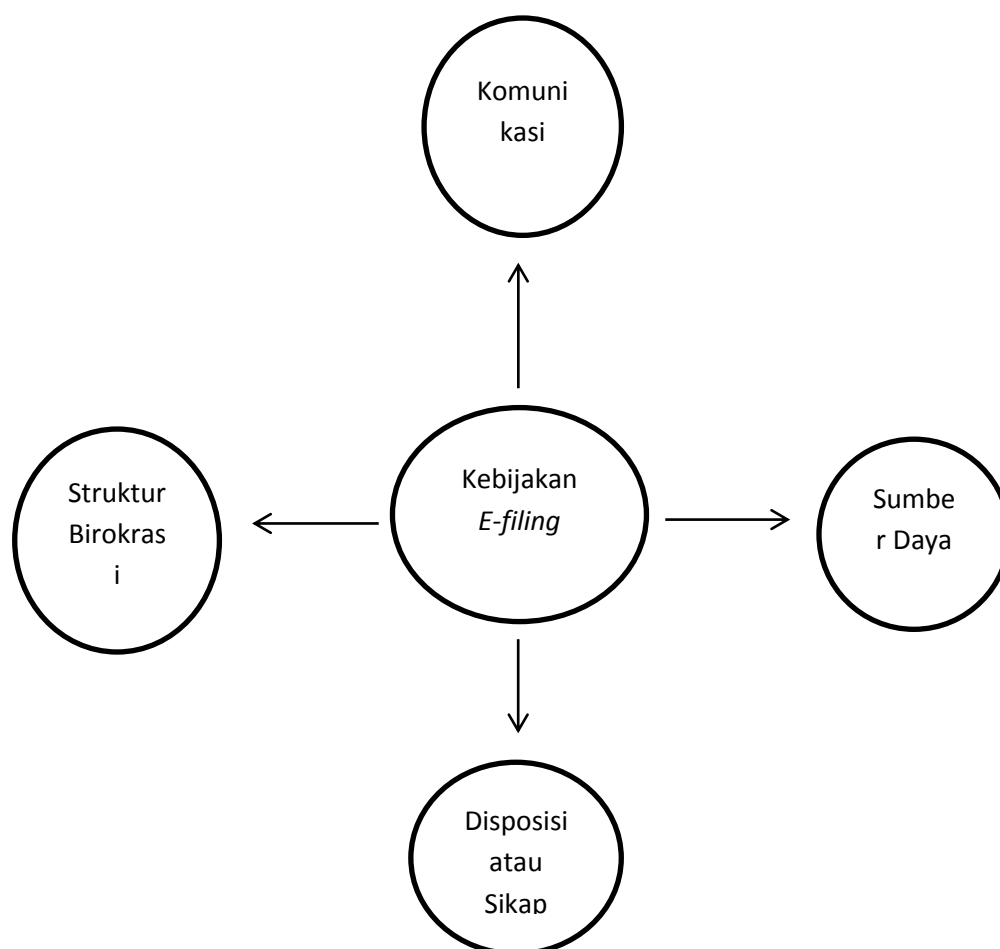 Komuni
kasi
Kebijakan
E-filing
Struktur
Birokras
i
Sumbe
r Daya
Disposisi
atau
Sikap